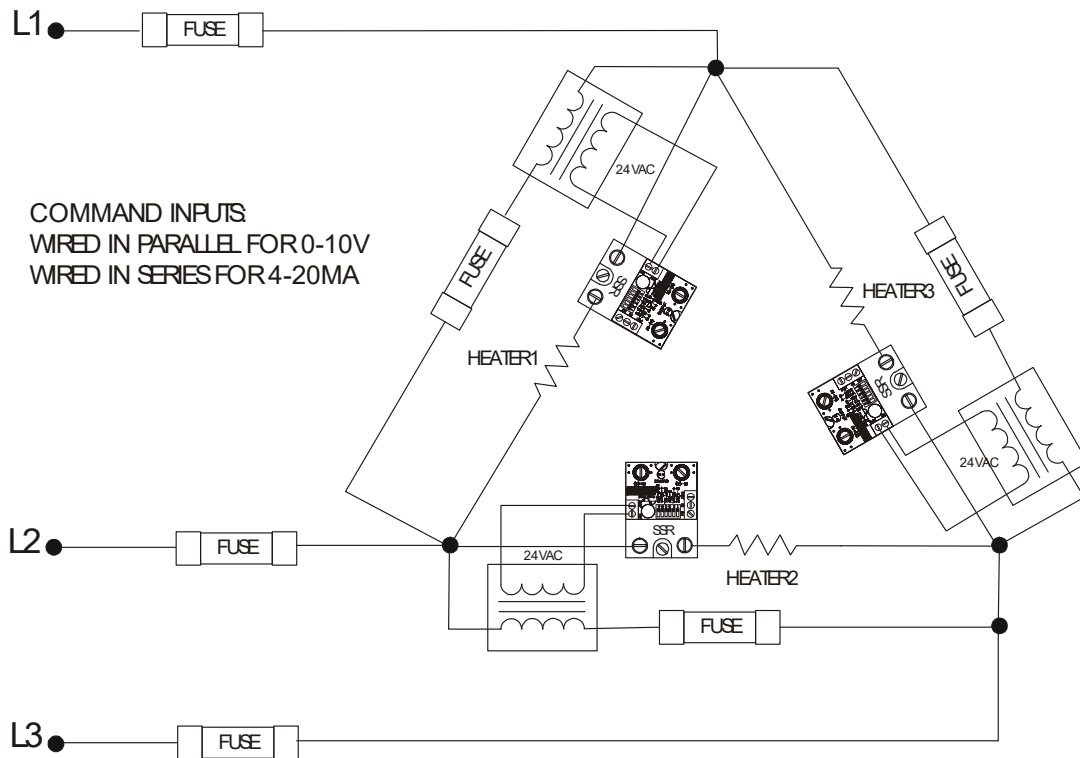 L1
FUSE
24VAC
COMMAND INPUTS:
WIRED IN PARALLEL FOR 0-10V
WIRED IN SERIES FOR 4-20MA
FUSE
SSR
FUSE
HEATER3
HEATER1
SSR
24VAC
L2
FUSE
24VAC
SSR
HEATER2
FUSE
L3
FUSE